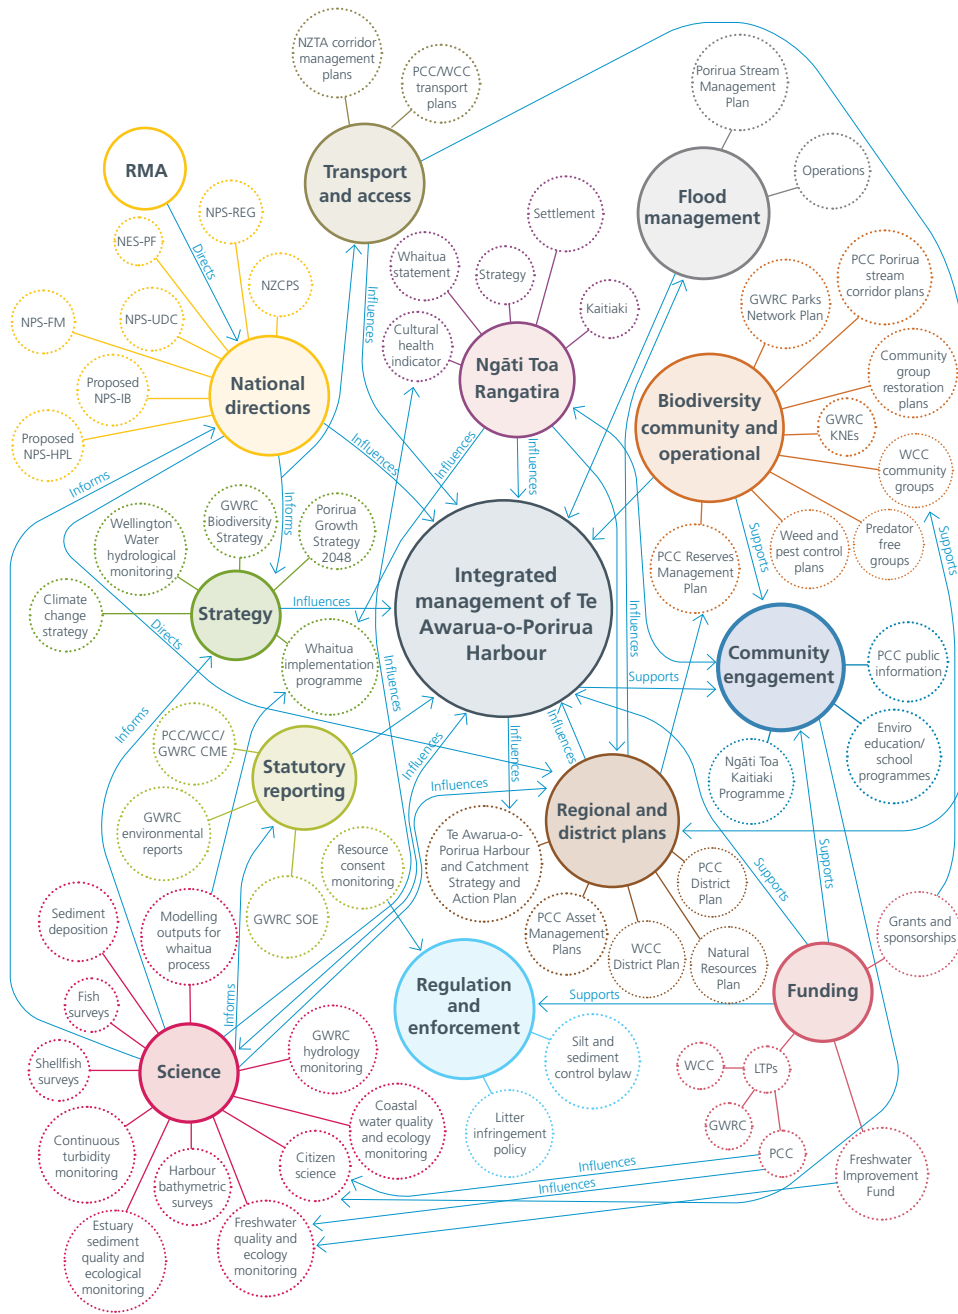 NZTA corridor
management
plans
PCC/WCC
transport
plans
Transport
and access
Porirua Stream
Management
Plan
Operations
Flood
management
RMA
Directs
NPS-REG
NES-PF
NZCPS
NPS-UDC
NPS-FM
Proposed
NPS-IB
Proposed
NPS-HPL
National
directions
Influences
Influences
Informs
Informs
Settlement
Whaitua
statement
Strategy
Kaitiaki
Cultural
health
indicator
Ngāti Toa
Rangatira
Influences
Influences
PCC Porirua
stream
corridor plans
GWRC Parks
Network Plan
Community
group
restoration
plans
GWRC
KNEs
WCC
community
groups
Predator
free
groups
Weed and
pest control
plans
PCC Reserves
Management
Plan
Biodiversity
community and
operational
Supports
Supports
GWRC
Biodiversity
Strategy
Porirua
Growth
Strategy
2048
Wellington
Water
hydrological
monitoring
Climate
change
strategy
Whaitua
implementation
programme
Strategy
Influences
Directs
Informs
Integrated
management of Te
Awarua-o-Porirua
Harbour
Influences
Supports
Influences
Influences
Influences
Influences
Influences
Community
engagement
PCC public
information
Enviro
education/
school
programmes
Ngāti Toa
Kaitiaki
Programme
Supports
Supports
PCC/WCC/
GWRC CME
GWRC
environmental
reports
GWRC SOE
Statutory
reporting
Resource
consent
monitoring
Regional and
district plans
Te Awarua-o-
Porirua Harbour
and Catchment
Strategy and
Action Plan
PCC Asset
Management
Plans
WCC
District Plan
Natural
Resources
Plan
PCC
District
Plan
Grants and
sponsorships
Funding
Supports
Regulation
and
enforcement
Silt and
sediment
control bylaw
Litter
infringement
policy
WCC
LTPs
GWRC
PCC
Freshwater
Improvement
Fund
Influences
Influences
Informs
Sediment
deposition
Modelling
outputs for
whaitua
process
Fish
surveys
Shellfish
surveys
Science
GWRC
hydrology
monitoring
Coastal
water quality
and ecology
monitoring
Citizen
science
Continuous
turbidity
monitoring
Harbour
bathymetric
surveys
Freshwater
quality and
ecology
monitoring
Estuary
sediment
quality and
ecological
monitoring